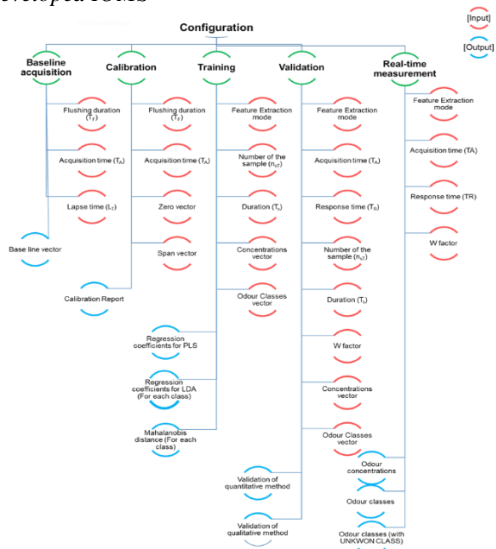 eveloped IOMS
Configuration
[Input]
[Output]
Baseline
acquisition
Calibration
Training
Validation
Real-time
measurement
Flushing duration
(TF)
Acquisition time (TA)
Lapse time (LT)
Base line vector
Flushing duration
(TF)
Acquisition time (TA)
Zero vector
Span vector
Calibration Report
Feature Extraction
mode
Number of the
sample (nsT)
Duration (Ts)
Concentrations
vector
Odour Classes
vector
Regression
coefficients for PLS
Regression
coefficients for LDA
(For each class)
Mahalanobis
distance (For each
class)
Feature Extraction
mode
Acquisition time (TA)
Response time (TR)
Number of the
sample (nsT)
Duration (Ts)
W factor
Concentrations
vector
Odour Classes
vector
Validation of
quantitative method
Validation of
qualitative method
Feature Extraction
mode
Acquisition time (TA)
Response time (TR)
W factor
Odour
concentrations
Odour classes
Odour classes (with
UNKWON CLASS)